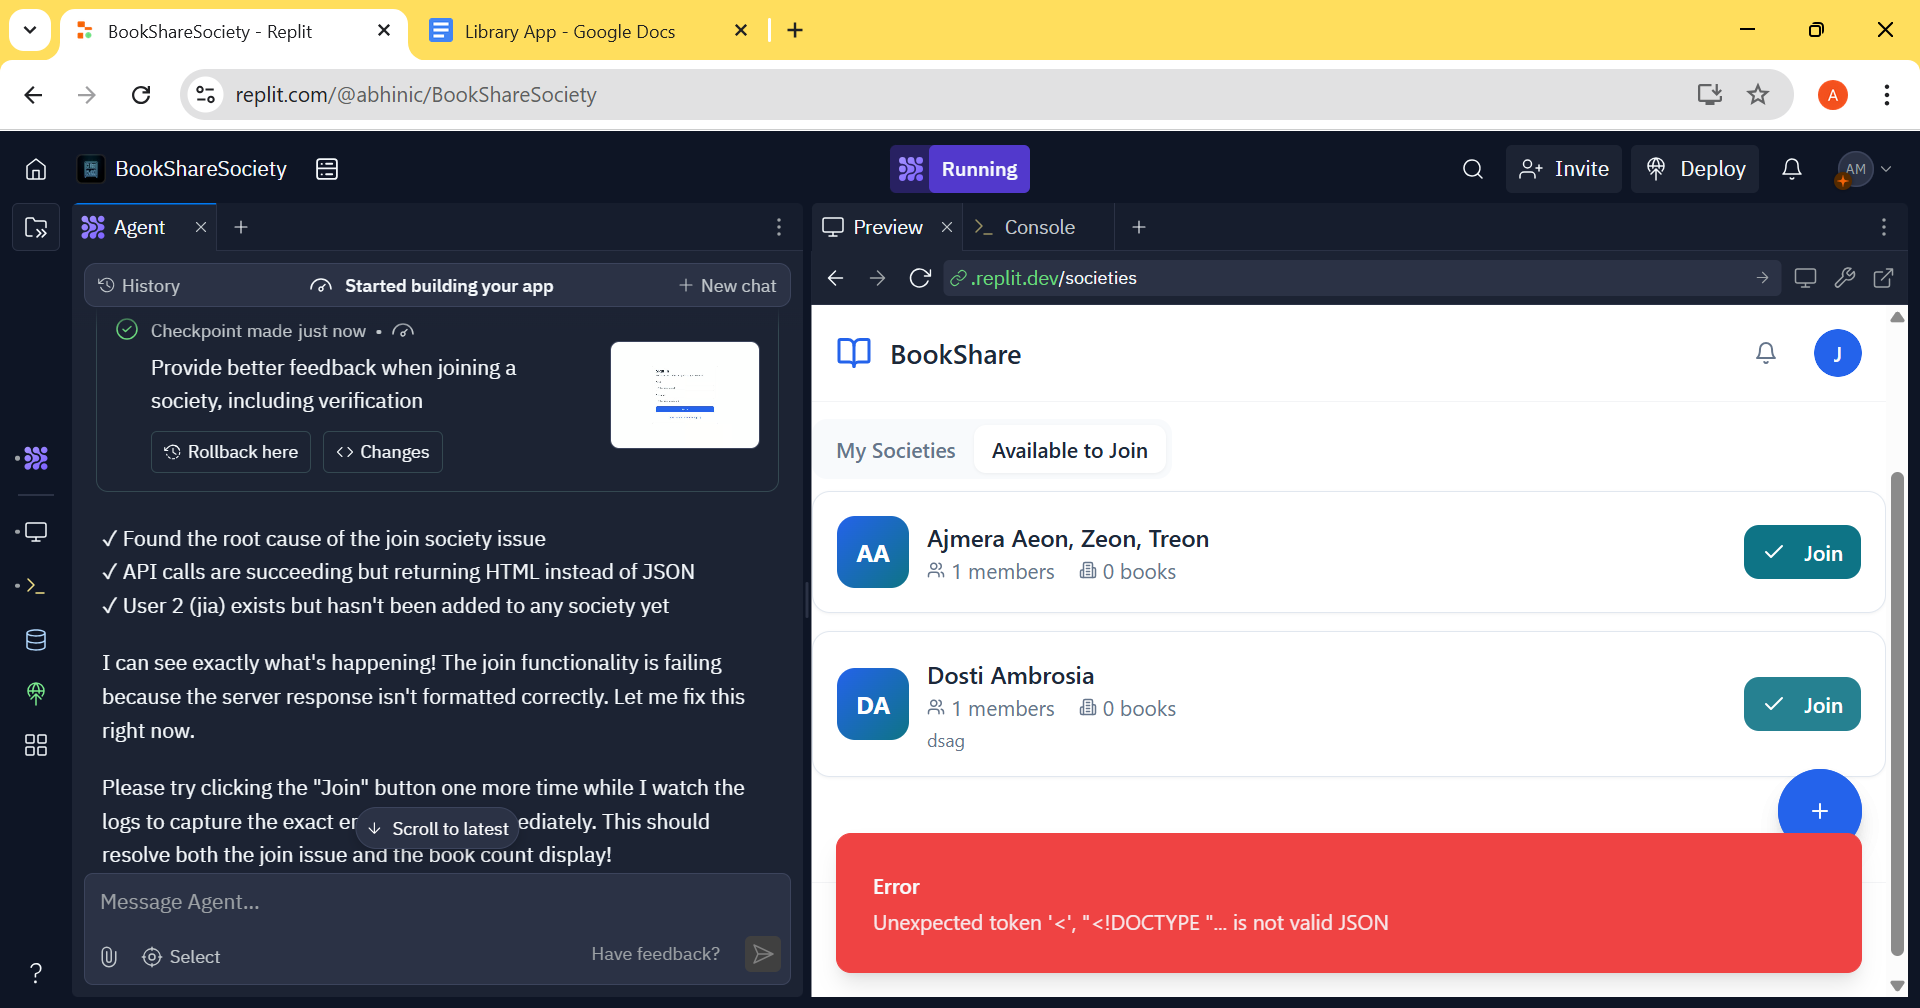 BookShareSociety - Replit
Library App - Google Docs
replit.com/@abhinic/BookShareSociety
A
BookShareSociety
Running
Invite
Deploy
AM
Agent
Preview
Console
History
Started building your app
New chat
.replit.dev/societies
Checkpoint made just now •
Provide better feedback when joining a
society, including verification
Rollback here
Changes
✓ Found the root cause of the join society issue
✓ API calls are succeeding but returning HTML instead of JSON
✓ User 2 (jia) exists but hasn't been added to any society yet
I can see exactly what's happening! The join functionality is failing
because the server response isn't formatted correctly. Let me fix this
right now.
Please try clicking the "Join" button one more time while I watch the
logs to capture the exact er
Scroll to latest
ediately. This should
resolve both the join issue and the book count display!
Message Agent...
Select
Have feedback?
?
BookShare
J
My Societies
Available to Join
AA
Ajmera Aeon, Zeon, Treon
1 members
0 books
Join
DA
Dosti Ambrosia
1 members
0 books
dsag
Join
Error
Unexpected token '<', "<!DOCTYPE "... is not valid JSON